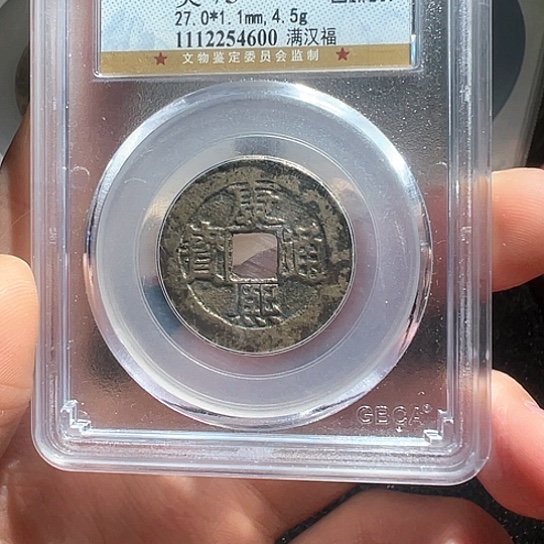 27.0*1.1mm, 4.5g
1112254600 满汉福
★ 文物鉴定委员会监制 ★
康
寳 通
熙
GBCA®